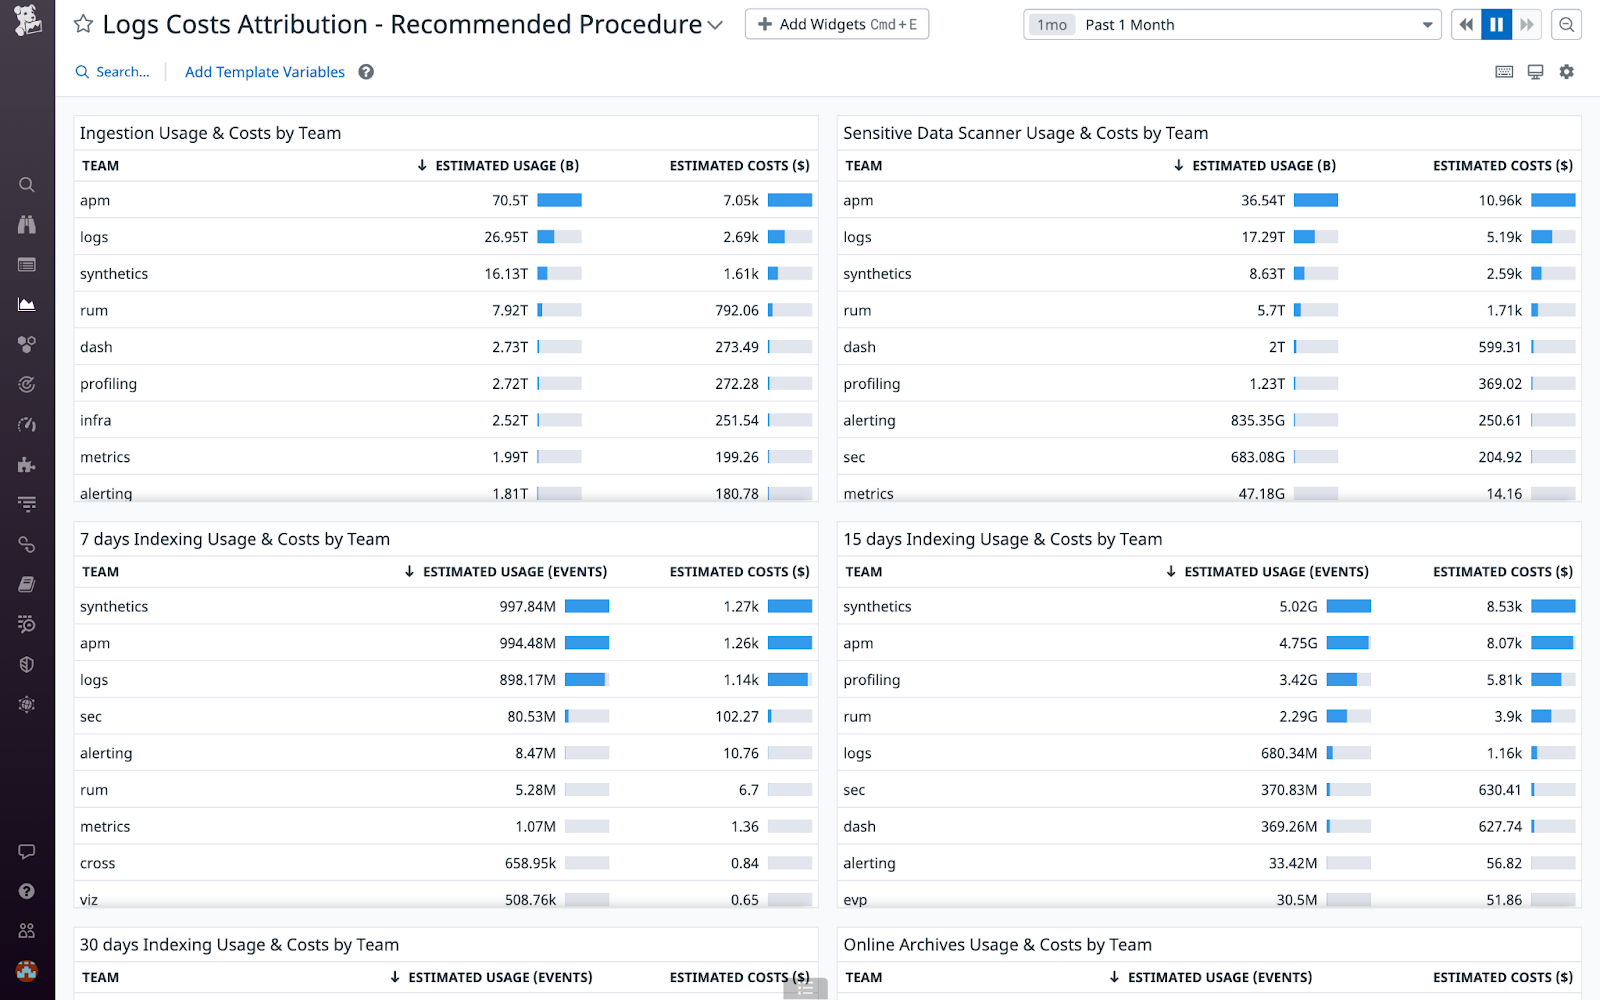 Logs Costs Attribution - Recommended Procedure
+ Add Widgets Cmd+E
1mo Past 1 Month
Search...
Add Template Variables
Ingestion Usage & Costs by Team
TEAM ↓ ESTIMATED USAGE (B) ESTIMATED COSTS ($)
apm 70.5T 7.05k
logs 26.95T 2.69k
synthetics 16.13T 1.61k
rum 7.92T 792.06
dash 2.73T 273.49
profiling 2.72T 272.28
infra 2.52T 251.54
metrics 1.99T 199.26
alerting 1.81T 180.78
Sensitive Data Scanner Usage & Costs by Team
TEAM ↓ ESTIMATED USAGE (B) ESTIMATED COSTS ($)
apm 36.54T 10.96k
logs 17.29T 5.19k
synthetics 8.63T 2.59k
rum 5.7T 1.71k
dash 2T 599.31
profiling 1.23T 369.02
alerting 835.35G 250.61
sec 683.08G 204.92
metrics 47.18G 14.16
7 days Indexing Usage & Costs by Team
TEAM ↓ ESTIMATED USAGE (EVENTS) ESTIMATED COSTS ($)
synthetics 997.84M 1.27k
apm 994.48M 1.26k
logs 898.17M 1.14k
sec 80.53M 102.27
alerting 8.47M 10.76
rum 5.28M 6.7
metrics 1.07M 1.36
cross 658.95k 0.84
viz 508.76k 0.65
15 days Indexing Usage & Costs by Team
TEAM ↓ ESTIMATED USAGE (EVENTS) ESTIMATED COSTS ($)
synthetics 5.02G 8.53k
apm 4.75G 8.07k
profiling 3.42G 5.81k
rum 2.29G 3.9k
logs 680.34M 1.16k
sec 370.83M 630.41
dash 369.26M 627.74
alerting 33.42M 56.82
evp 30.5M 51.86
30 days Indexing Usage & Costs by Team
TEAM ↓ ESTIMATED USAGE (EVENTS) ESTIMATED COSTS ($)
Online Archives Usage & Costs by Team
TEAM ↓ ESTIMATED USAGE (EVENTS) ESTIMATED COSTS ($)